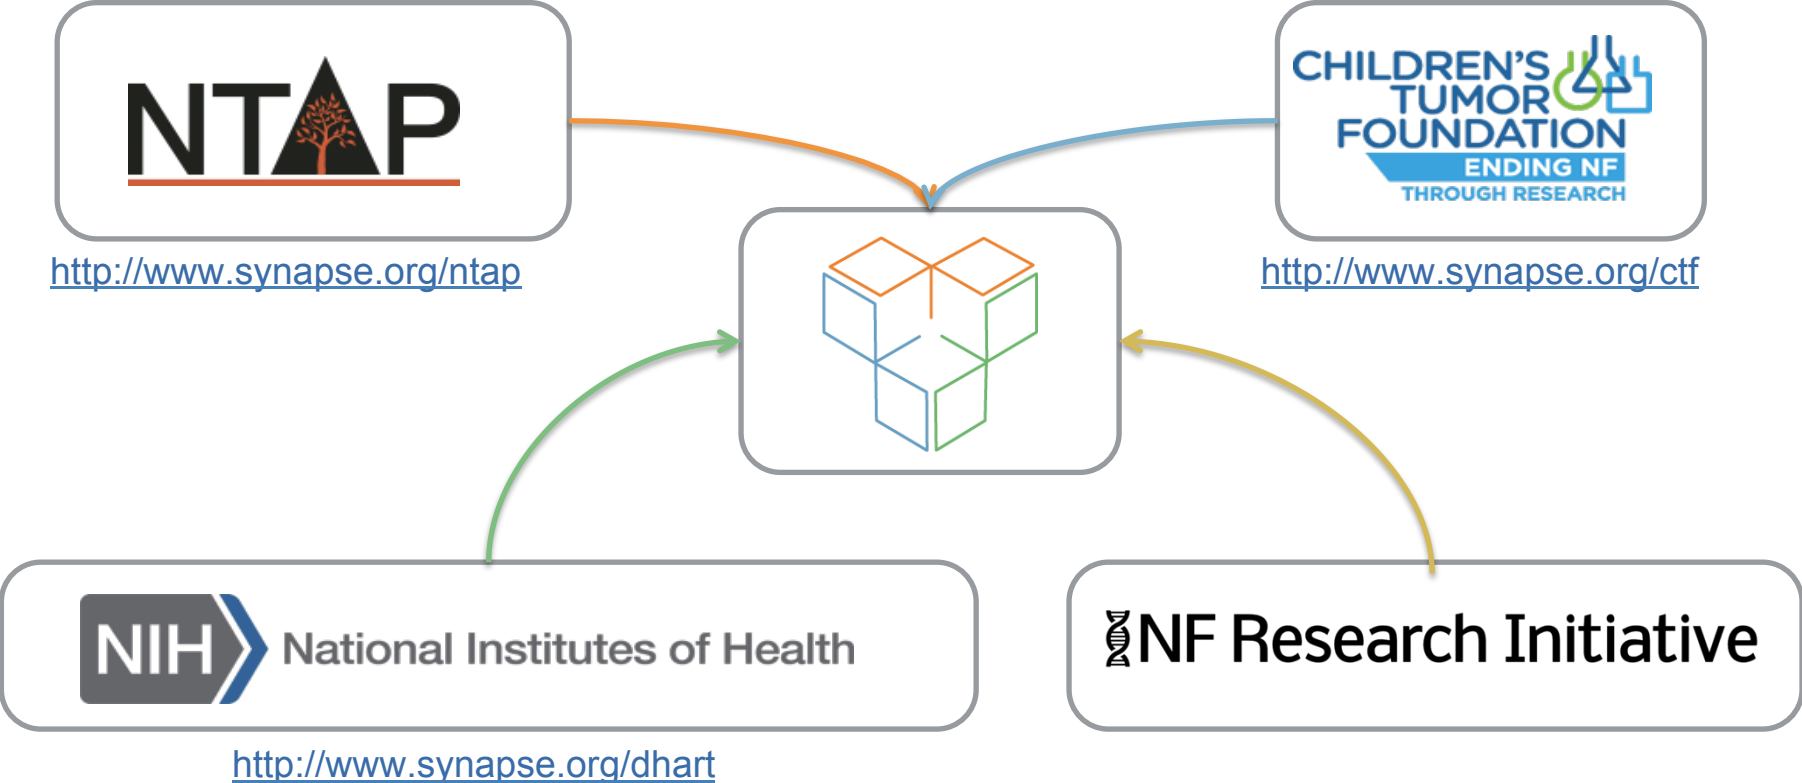 NTAP
http://www.synapse.org/ntap
CHILDREN'S
TUMOR
FOUNDATION
ENDING NF
THROUGH RESEARCH
http://www.synapse.org/ctf
NIH National Institutes of Health
http://www.synapse.org/dhart
NF Research Initiative